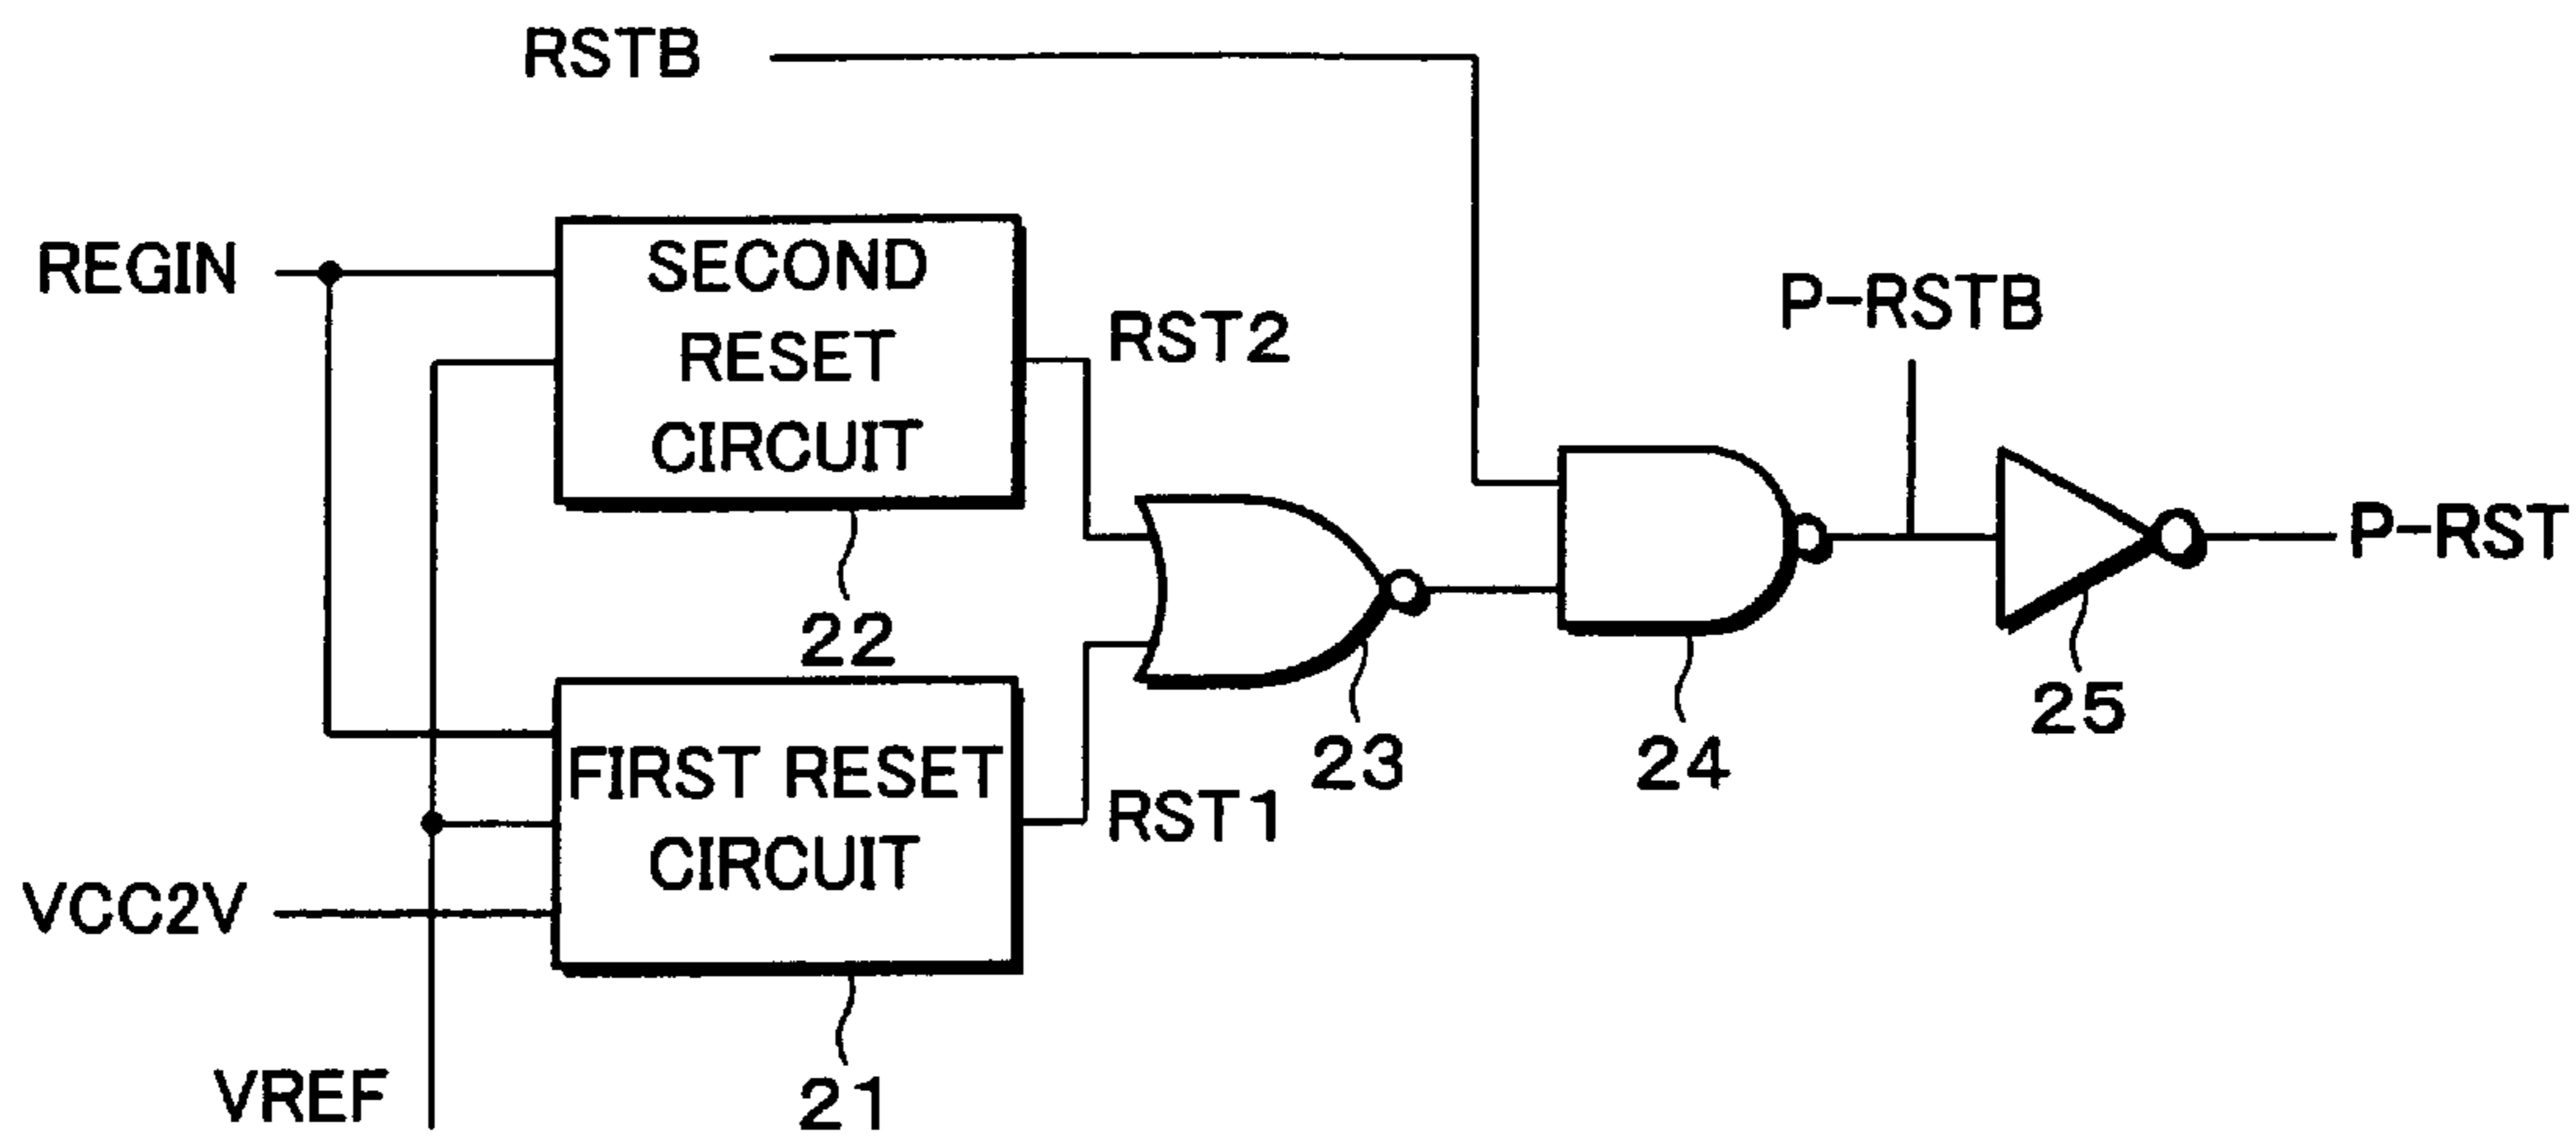 RSTB
REGIN
SECOND
RESET
CIRCUIT
RST2
P-RSTB
P-RST
22
23
24
25
FIRST RESET
CIRCUIT
RST1
VCC2V
VREF
21